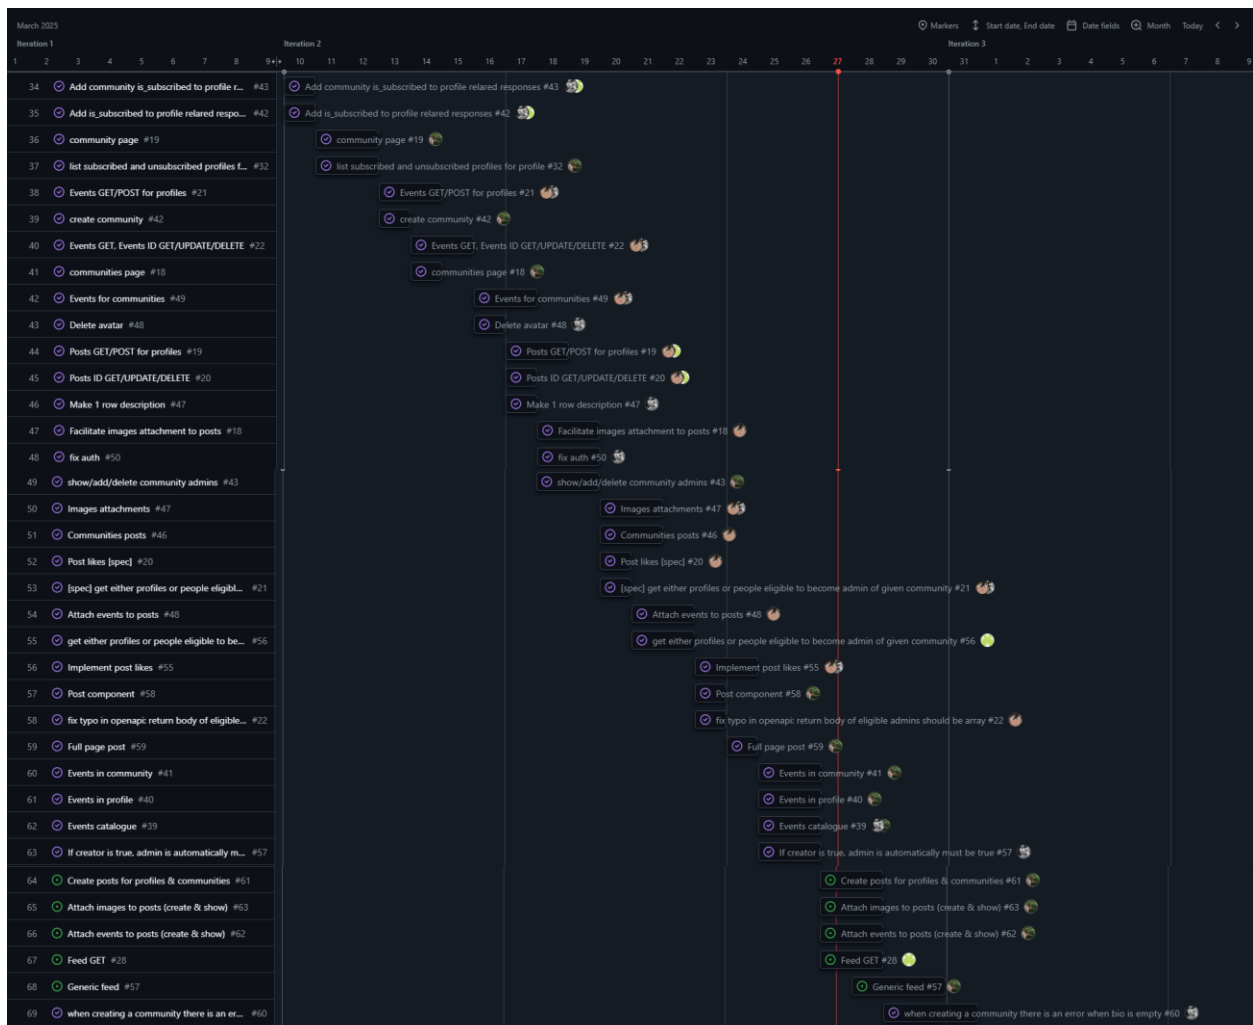 March 2025
Markers Start date, End date Date fields Month Today
Iteration 1 Iteration 2 Iteration 3
1 2 3 4 5 6 7 8 9 10 11 12 13 14 15 16 17 18 19 20 21 22 23 24 25 26 27 28 29 30 31 1 2 3 4 5 6 7 8 9
34 Add community is_subscribed to profile r... #43 Add community is_subscribed to profile relared responses #43
35 Add is_subscribed to profile relared respo... #42 Add is_subscribed to profile relared responses #42
36 community page #19 community page #19
37 list subscribed and unsubscribed profiles f... #32 list subscribed and unsubscribed profiles for profile #32
38 Events GET/POST for profiles #21 Events GET/POST for profiles #21
39 create community #42 create community #42
40 Events GET, Events ID GET/UPDATE/DELETE #22 Events GET, Events ID GET/UPDATE/DELETE #22
41 communities page #18 communities page #18
42 Events for communities #49 Events for communities #49
43 Delete avatar #48 Delete avatar #48
44 Posts GET/POST for profiles #19 Posts GET/POST for profiles #19
45 Posts ID GET/UPDATE/DELETE #20 Posts ID GET/UPDATE/DELETE #20
46 Make 1 row description #47 Make 1 row description #47
47 Facilitate images attachment to posts #18 Facilitate images attachment to posts #18
48 fix auth #50 fix auth #50
49 show/add/delete community admins #43 show/add/delete community admins #43
50 Images attachments #47 Images attachments #47
51 Communities posts #46 Communities posts #46
52 Post likes [spec] #20 Post likes [spec] #20
53 [spec] get either profiles or people eligibl... #21 [spec] get either profiles or people eligible to become admin of given community #21
54 Attach events to posts #48 Attach events to posts #48
55 get either profiles or people eligible to be... #56 get either profiles or people eligible to become admin of given community #56
56 Implement post likes #55 Implement post likes #55
57 Post component #58 Post component #58
58 fix typo in openapi: return body of eligible... #22 fix typo in openapi: return body of eligible admins should be array #22
59 Full page post #59 Full page post #59
60 Events in community #41 Events in community #41
61 Events in profile #40 Events in profile #40
62 Events catalogue #39 Events catalogue #39
63 If creator is true, admin is automatically m... #57 If creator is true, admin is automatically must be true #57
64 Create posts for profiles & communities #61 Create posts for profiles & communities #61
65 Attach images to posts (create & show) #63 Attach images to posts (create & show) #63
66 Attach events to posts (create & show) #62 Attach events to posts (create & show) #62
67 Feed GET #28 Feed GET #28
68 Generic feed #57 Generic feed #57
69 when creating a community there is an er... #60 when creating a community there is an error when bio is empty #60